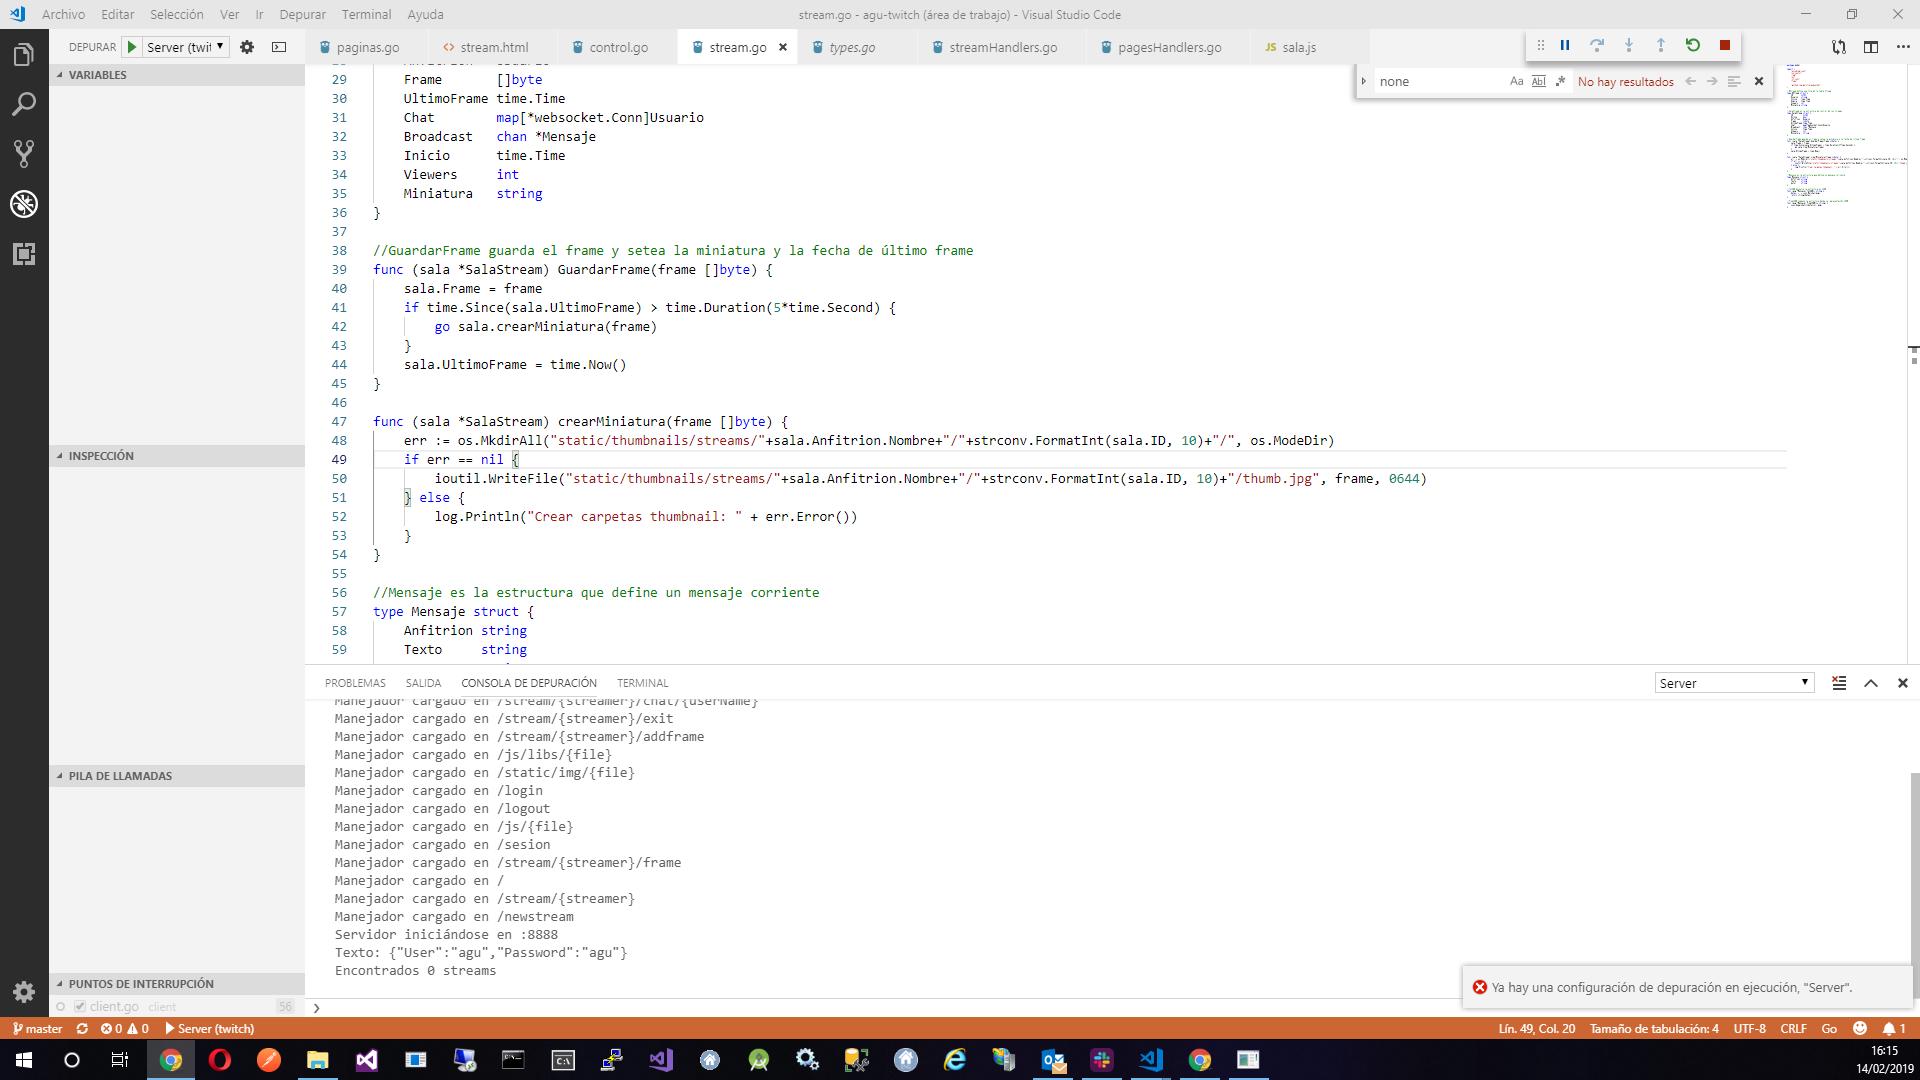 Archivo Editar Selección Ver Ir Depurar Terminal Ayuda
stream.go - agu-twitch (área de trabajo) - Visual Studio Code
DEPURAR Server (twit
paginas.go stream.html control.go stream.go types.go streamHandlers.go pagesHandlers.go sala.js
none Aa Abl .* No hay resultados
VARIABLES
INSPECCIÓN
PILA DE LLAMADAS
PUNTOS DE INTERRUPCIÓN
client.go client 56
29 Frame []byte
30 UltimoFrame time.Time
31 Chat map[*websocket.Conn]Usuario
32 Broadcast chan *Mensaje
33 Inicio time.Time
34 Viewers int
35 Miniatura string
36 }
37
38 //GuardarFrame guarda el frame y setea la miniatura y la fecha de último frame
39 func (sala *SalaStream) GuardarFrame(frame []byte) {
40 sala.Frame = frame
41 if time.Since(sala.UltimoFrame) > time.Duration(5*time.Second) {
42 go sala.crearMiniatura(frame)
43 }
44 sala.UltimoFrame = time.Now()
45 }
46
47 func (sala *SalaStream) crearMiniatura(frame []byte) {
48 err := os.MkdirAll("static/thumbnails/streams/"+sala.Anfitrion.Nombre+"/"+strconv.FormatInt(sala.ID, 10)+"/", os.ModeDir)
49 if err == nil {
50 ioutil.WriteFile("static/thumbnails/streams/"+sala.Anfitrion.Nombre+"/"+strconv.FormatInt(sala.ID, 10)+"/thumb.jpg", frame, 0644)
51 } else {
52 log.Println("Crear carpetas thumbnail: " + err.Error())
53 }
54 }
55
56 //Mensaje es la estructura que define un mensaje corriente
57 type Mensaje struct {
58 Anfitrion string
59 Texto string
PROBLEMAS SALIDA CONSOLA DE DEPURACIÓN TERMINAL
Server
Manejador cargado en /stream/{streamer}/chat/{userName}
Manejador cargado en /stream/{streamer}/exit
Manejador cargado en /stream/{streamer}/addframe
Manejador cargado en /js/libs/{file}
Manejador cargado en /static/img/{file}
Manejador cargado en /login
Manejador cargado en /logout
Manejador cargado en /js/{file}
Manejador cargado en /sesion
Manejador cargado en /stream/{streamer}/frame
Manejador cargado en /
Manejador cargado en /stream/{streamer}
Manejador cargado en /newstream
Servidor iniciándose en :8888
Texto: {"User":"agu","Password":"agu"}
Encontrados 0 streams
Ya hay una configuración de depuración en ejecución, "Server".
master 0 0 Server (twitch)
Lín. 49, Col. 20 Tamaño de tabulación: 4 UTF-8 CRLF Go 1
16:15
14/02/2019